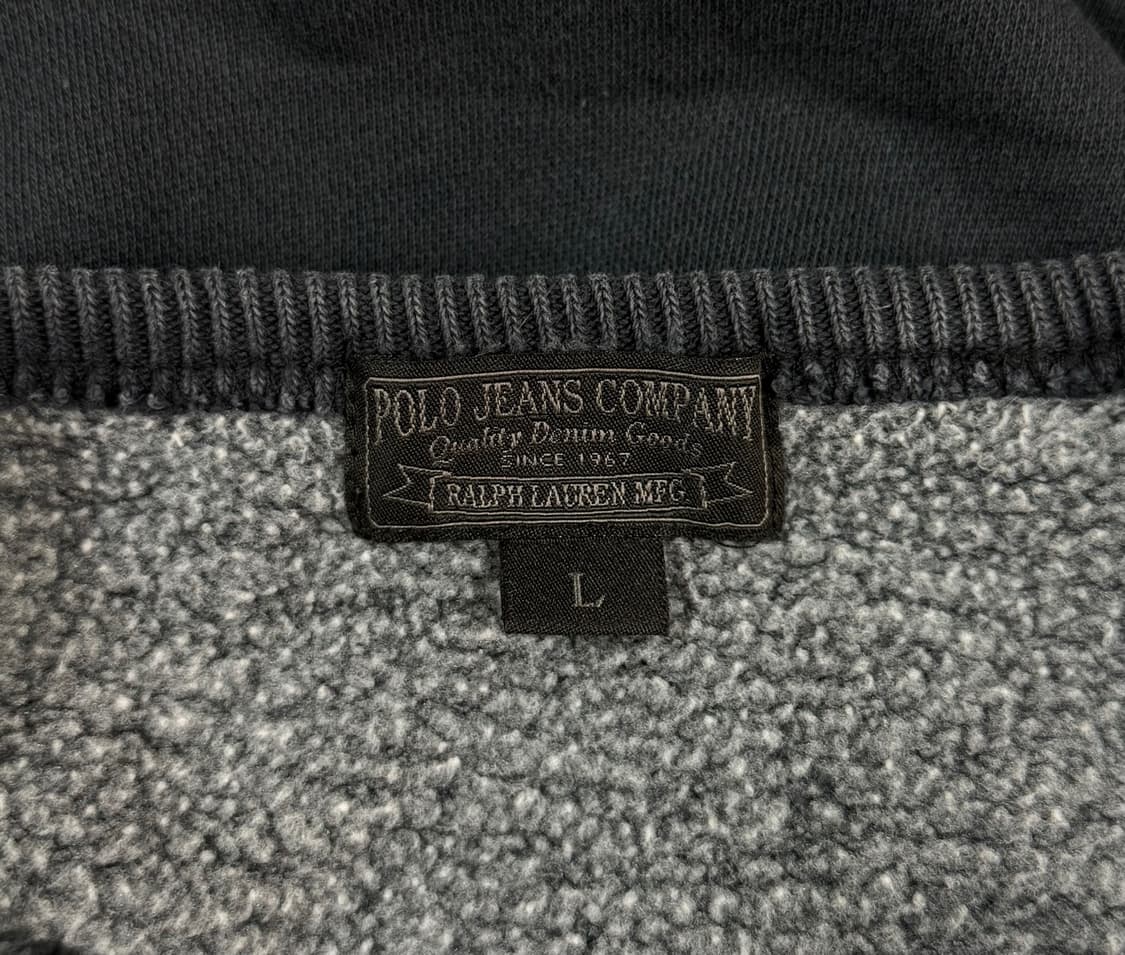 POLO JEANS COMPANY
Quality Denim Goods
SINCE 1967
RALPH LAUREN MFG
L